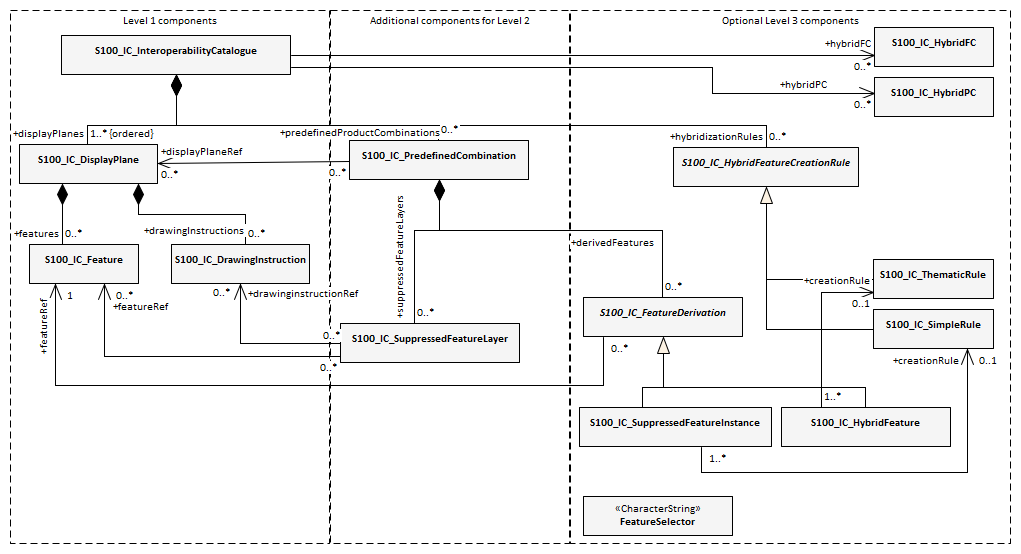 Level 1 components
Additional components for Level 2
Optional Level 3 components
S100_IC_InteroperabilityCatalogue
+hybridFC
0..*
S100_IC_HybridFC
+hybridPC
0..*
S100_IC_HybridPC
+displayPlanes
1..* {ordered}
+predefinedProductCombinations
0..*
+hybridizationRules
0..*
S100_IC_DisplayPlane
+displayPlaneRef
0..*
0..*
S100_IC_PredefinedCombination
S100_IC_HybridFeatureCreationRule
+features
0..*
+drawingInstructions
0..*
+suppressedFeatureLayers
0..*
+derivedFeatures
0..*
S100_IC_Feature
S100_IC_DrawingInstruction
S100_IC_ThematicRule
+creationRule
0..1
1
+featureRef
0..*
+featureRef
0..*
+drawinginstructionRef
S100_IC_FeatureDerivation
0..*
S100_IC_SimpleRule
S100_IC_SuppressedFeatureLayer
0..*
0..*
+creationRule
0..1
1..*
S100_IC_SuppressedFeatureInstance
1..*
S100_IC_HybridFeature
«CharacterString»
FeatureSelector